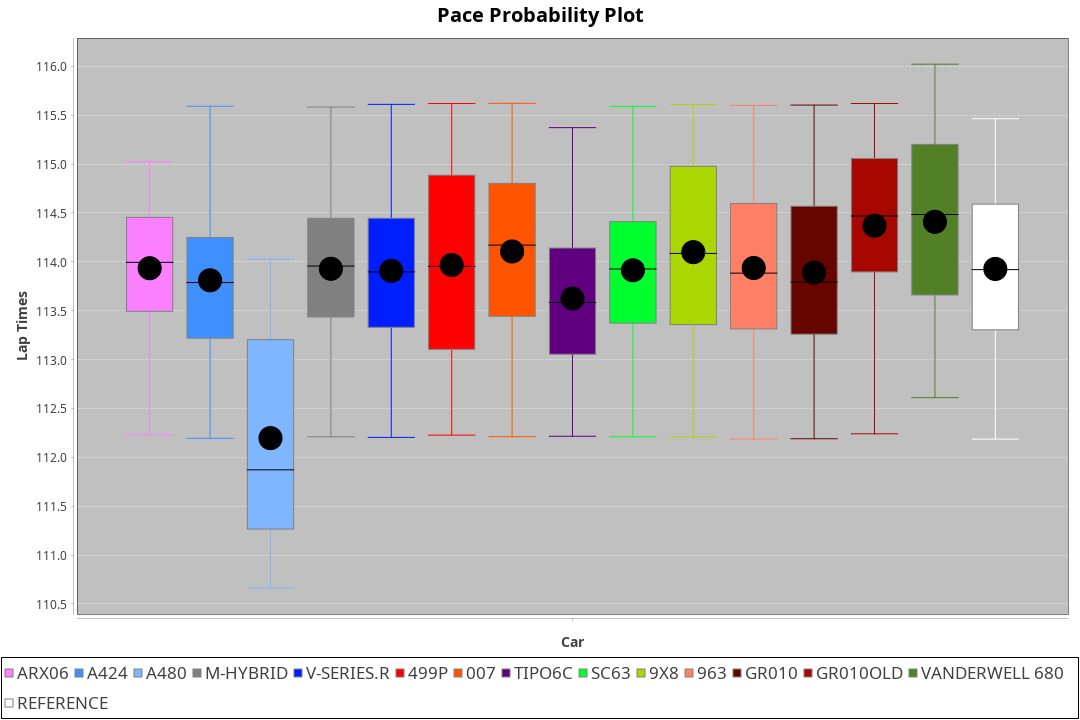 Pace Probability Plot
116.0
115.5
115.0
114.5
114.0
113.5
113.0
112.5
112.0
111.5
111.0
110.5
Lap Times
Car
ARX06 A424 A480 M-HYBRID V-SERIES.R 499P 007 TIPO6C SC63 9X8 963 GR010 GR010OLD VANDERWELL 680
REFERENCE